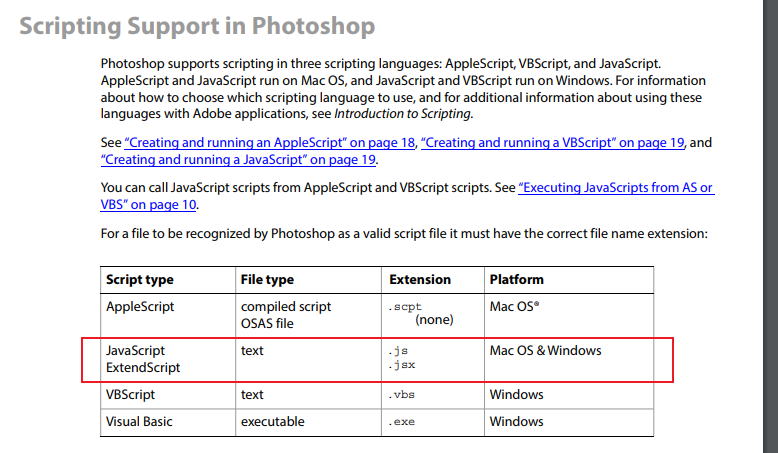 Scripting Support in Photoshop
Photoshop supports scripting in three scripting languages: AppleScript, VBScript, and JavaScript.
AppleScript and JavaScript run on Mac OS, and JavaScript and VBScript run on Windows. For information
about how to choose which scripting language to use, and for additional information about using these
languages with Adobe applications, see Introduction to Scripting.
See “Creating and running an AppleScript” on page 18, “Creating and running a VBScript” on page 19, and
“Creating and running a JavaScript” on page 19.
You can call JavaScript scripts from AppleScript and VBScript scripts. See “Executing JavaScripts from AS or
VBS” on page 10.
For a file to be recognized by Photoshop as a valid script file it must have the correct file name extension:
Script type File type Extension Platform
AppleScript compiled script .scpt Mac OS®
OSAS file (none)
JavaScript text .js Mac OS & Windows
ExtendScript .jsx
VBScript text .vbs Windows
Visual Basic executable .exe Windows